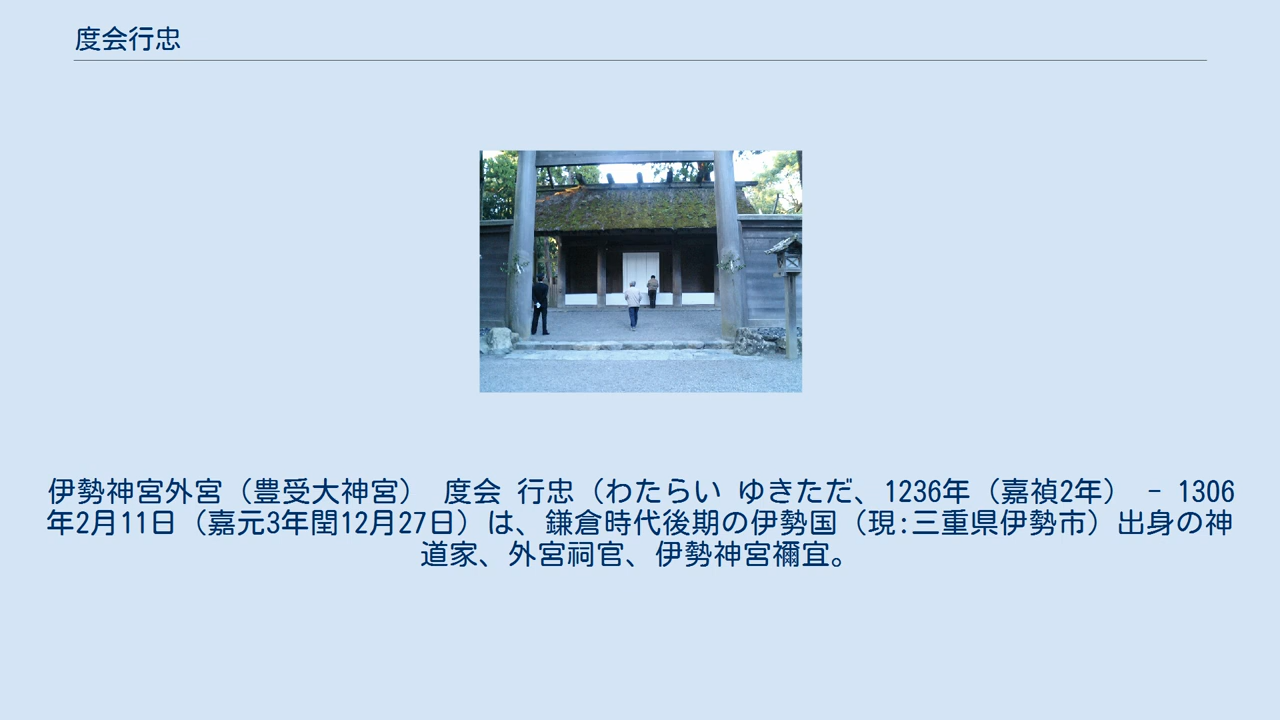 度会行忠
伊勢神宮外宮（豊受大神宮） 度会 行忠（わたらい ゆきただ、1236年（嘉禎2年） - 1306
年2月11日（嘉元3年閏12月27日）は、鎌倉時代後期の伊勢国（現:三重県伊勢市）出身の神
道家、外宮祠官、伊勢神宮禰宜。